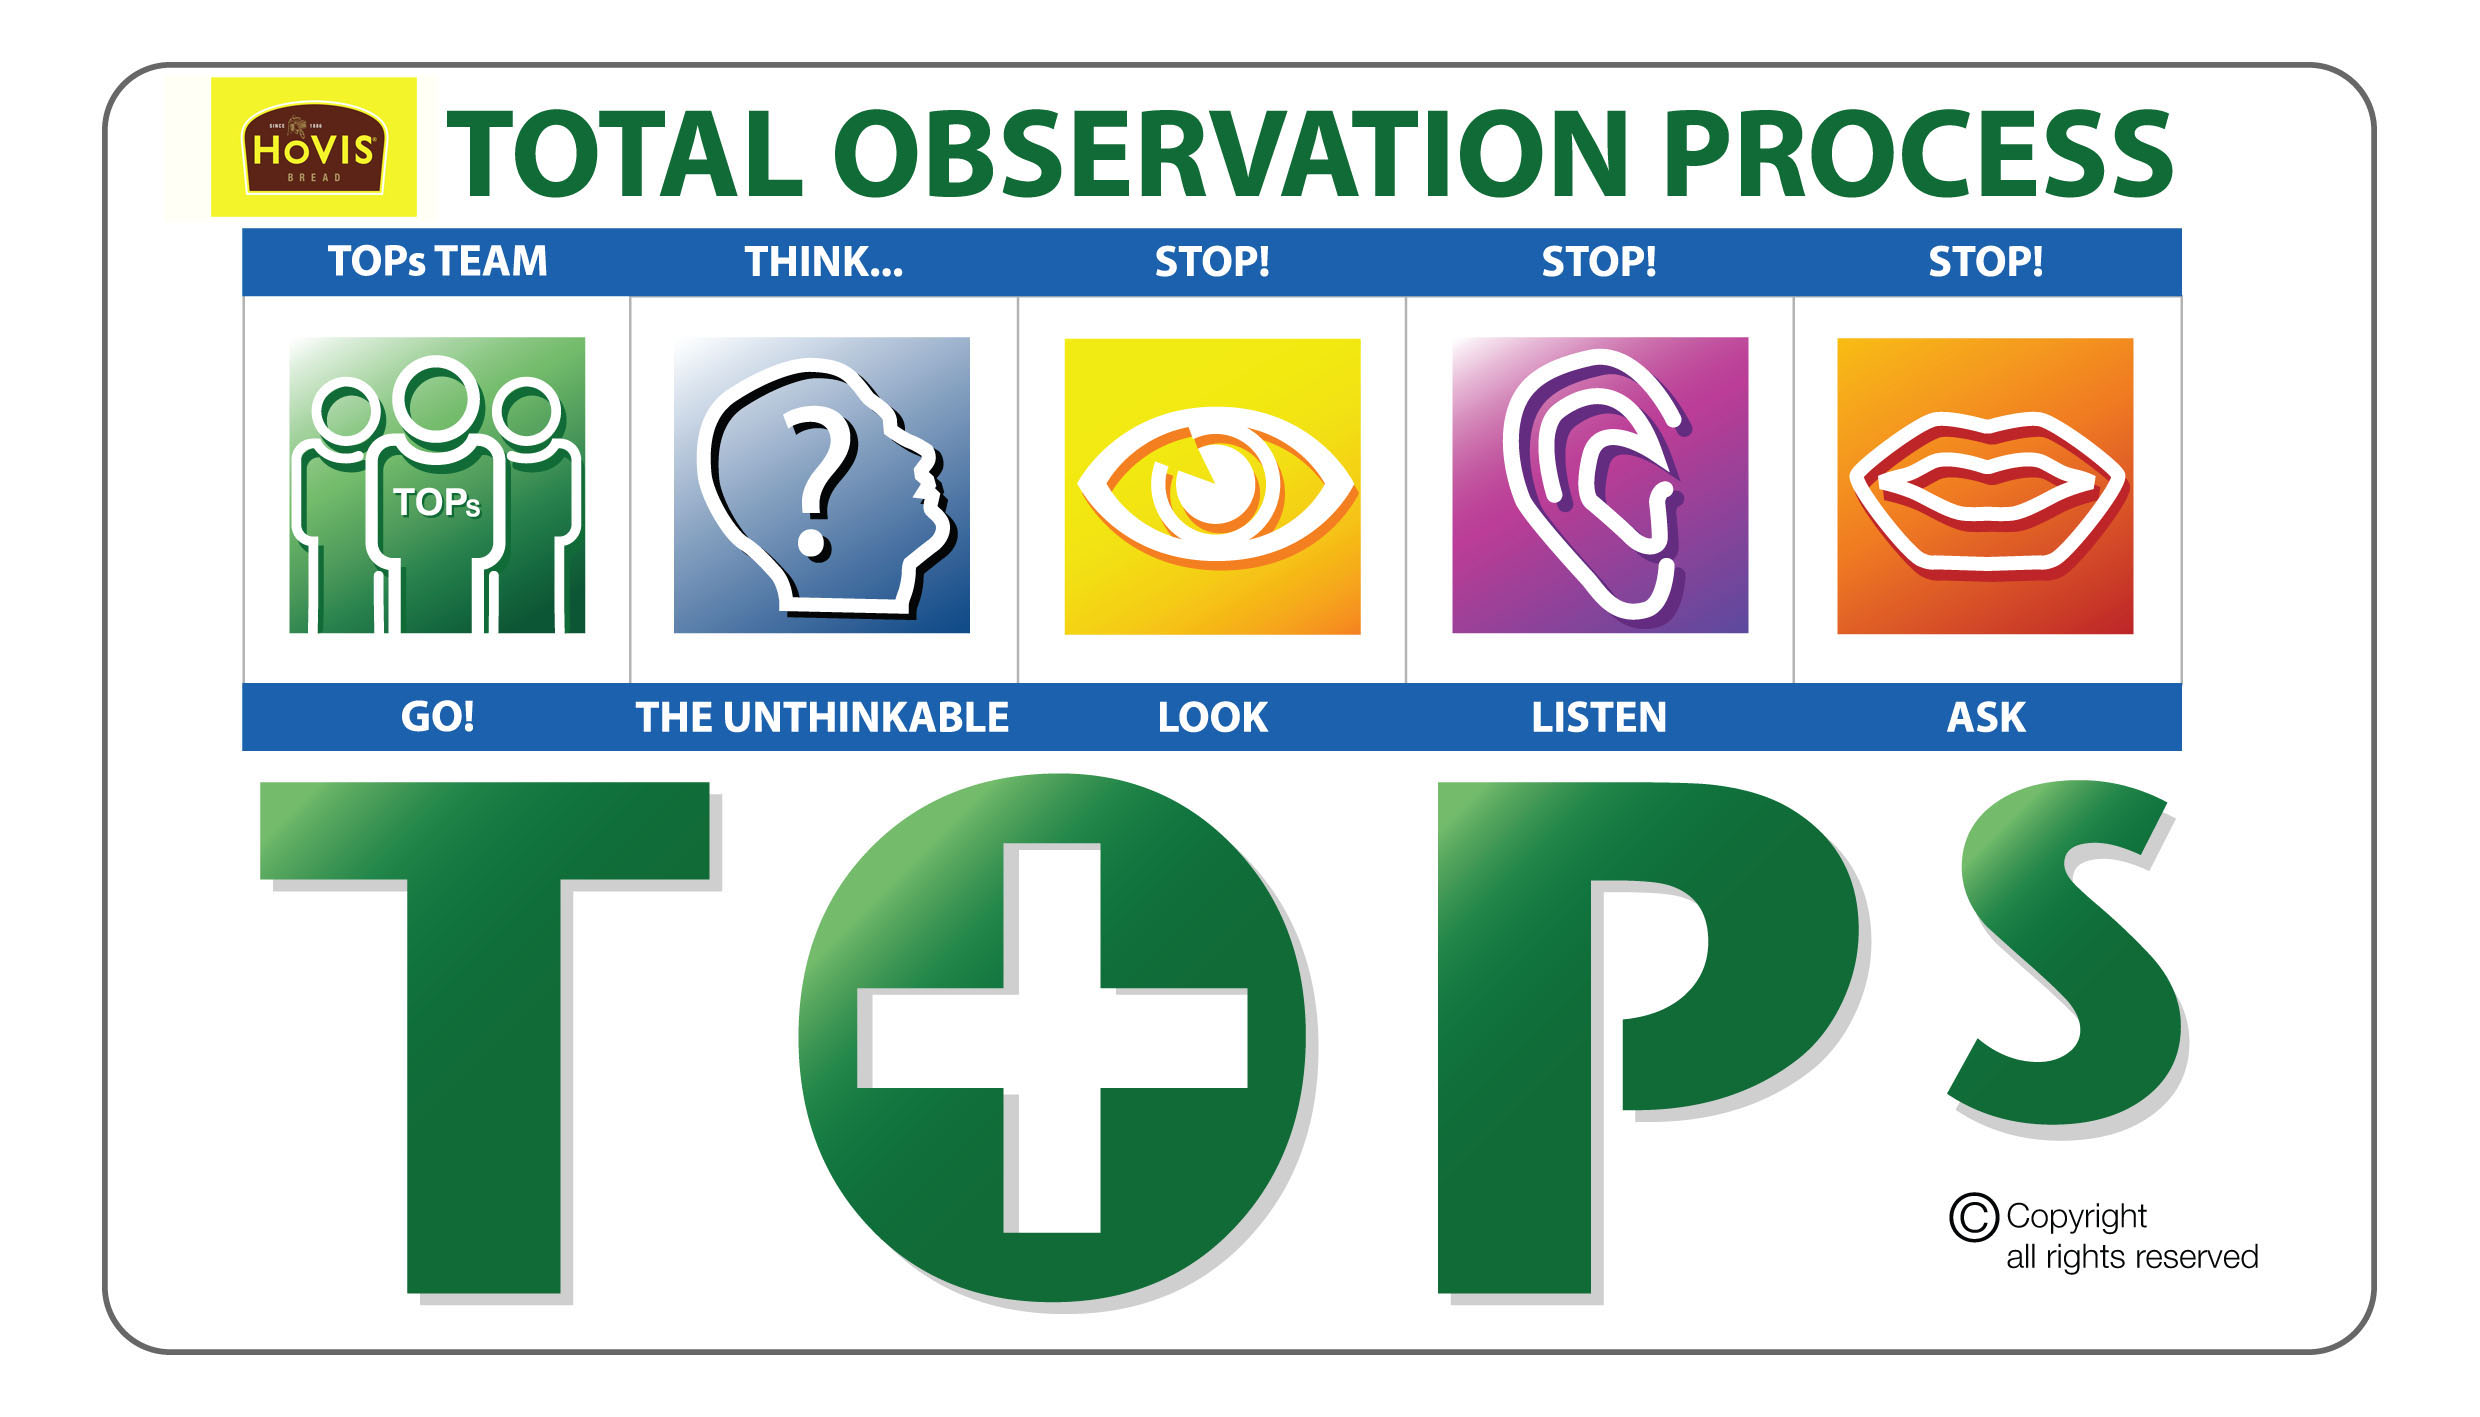 SINCE 1886
HOVIS
BREAD
TOTAL OBSERVATION PROCESS
TOPs TEAM THINK... STOP! STOP! STOP!
TOPs
?
GO! THE UNTHINKABLE LOOK LISTEN ASK
TOPS
© Copyright
all rights reserved